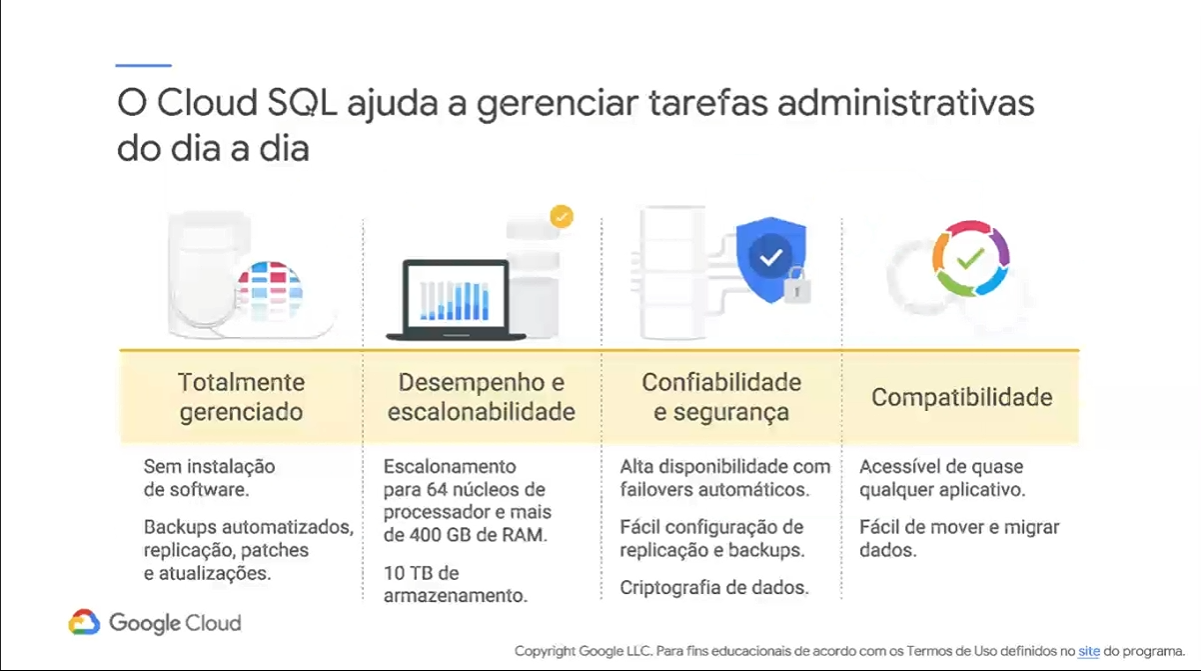 O Cloud SQL ajuda a gerenciar tarefas administrativas
do dia a dia
Totalmente
gerenciado
Sem instalação
de software.
Backups automatizados,
replicação, patches
e atualizações.
Desempenho e
escalonabilidade
Escalonamento
para 64 núcleos de
processador e mais
de 400 GB de RAM.
10 TB de
armazenamento.
Confiabilidade
e segurança
Alta disponibilidade com
failovers automáticos.
Fácil configuração de
replicação e backups.
Criptografia de dados.
Compatibilidade
Acessível de quase
qualquer aplicativo.
Fácil de mover e migrar
dados.
Google Cloud
Copyright Google LLC. Para fins educacionais de acordo com os Termos de Uso definidos no site do programa.